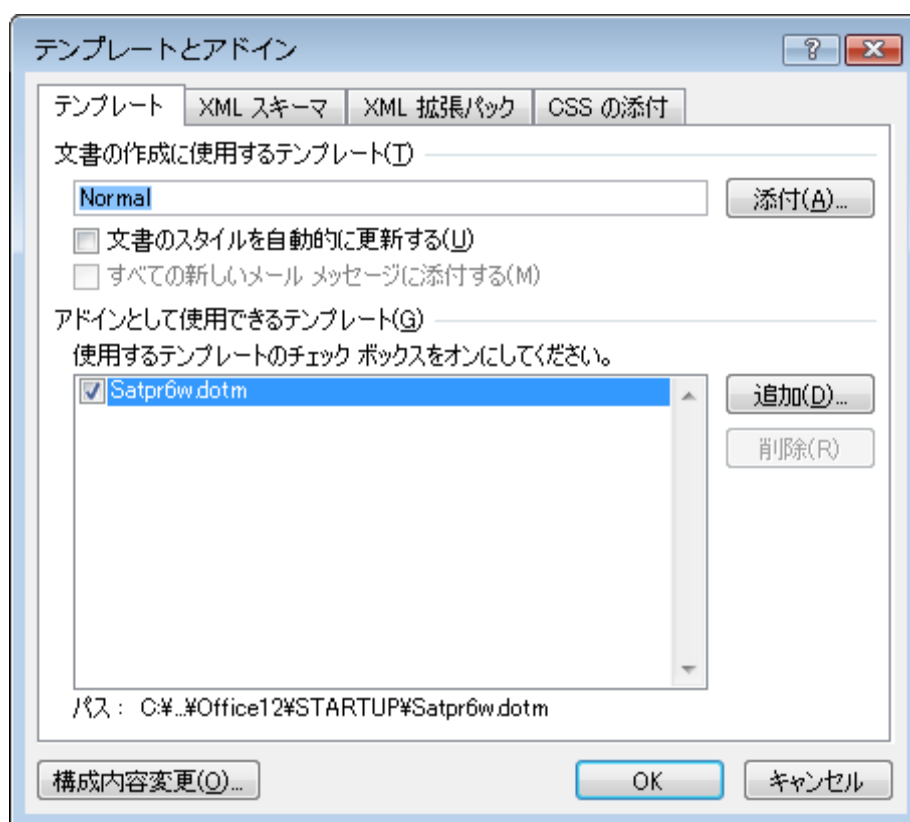 テンプレートとアドイン
テンプレート XML スキーマ XML 拡張パック CSS の添付
文書の作成に使用するテンプレート(T)
Normal 添付(A)...
文書のスタイルを自動的に更新する(U)
すべての新しいメール メッセージに添付する(M)
アドインとして使用できるテンプレート(G)
使用するテンプレートのチェック ボックスをオンにしてください。
Satpr6w.dotm 追加(D)...
削除(R)
パス： C:¥...¥Office12¥STARTUP¥Satpr6w.dotm
構成内容変更(O)... OK キャンセル